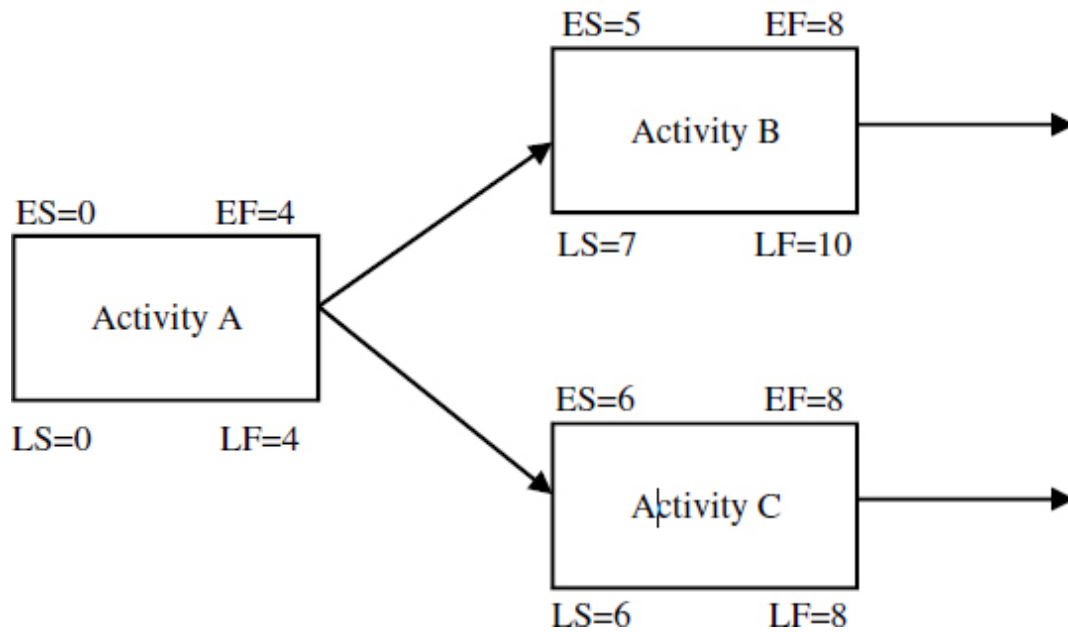 ES=5 EF=8
Activity B
LS=7 LF=10
ES=0 EF=4
Activity A
LS=0 LF=4
ES=6 EF=8
Activity C
LS=6 LF=8